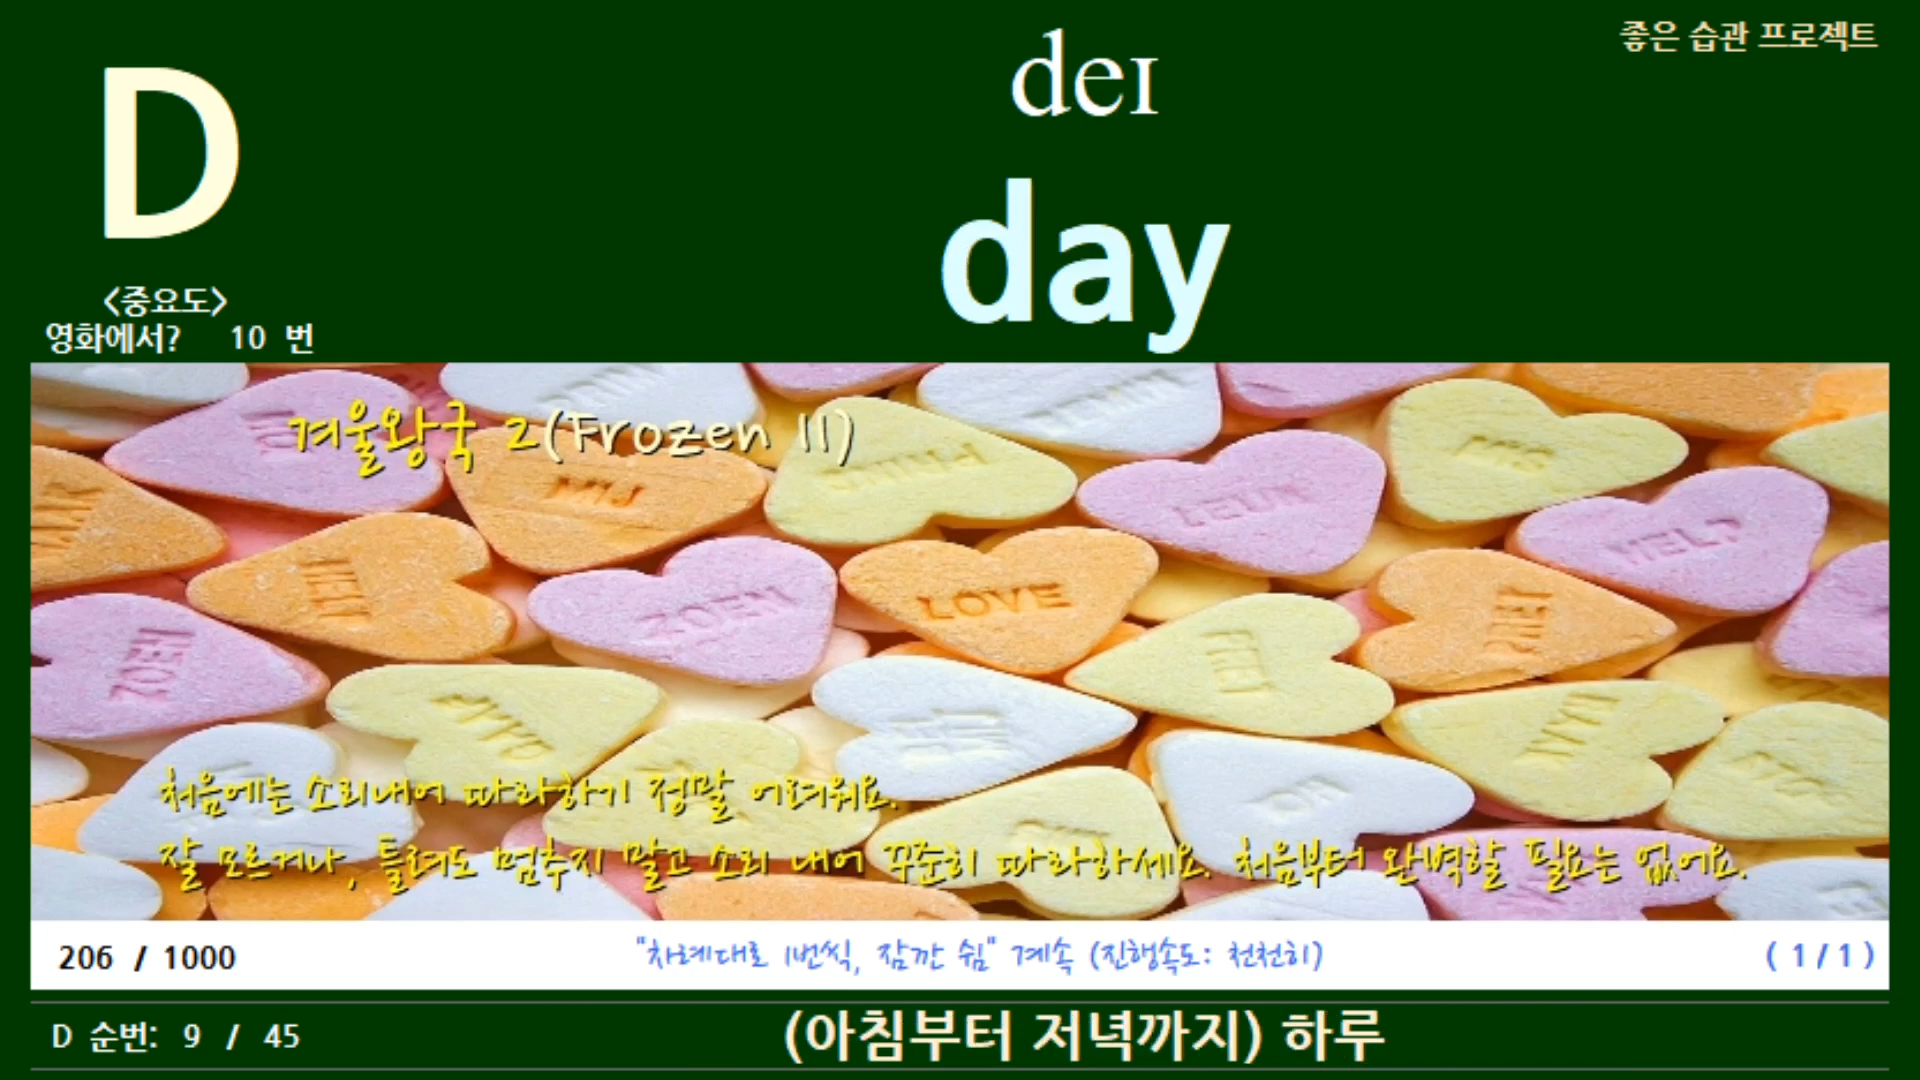 좋은 습관 프로젝트
D
deɪ
day
<중요도>
영화에서? 10 번
겨울왕국 2(Frozen II)
MIJ
LEUK
HELP
ZOEN
LOVE
ZOEN
처음에는 소리내어 따라하기 정말 어려워요.
잘 모르거나, 틀려도 멈추지 말고 소리 내어 꾸준히 따라하세요. 처음부터 완벽할 필요는 없어요.
206 / 1000
"차례대로 1번씩, 잠깐 쉼" 계속 (진행속도: 천천히)
( 1 / 1 )
D 순번: 9 / 45
(아침부터 저녁까지) 하루